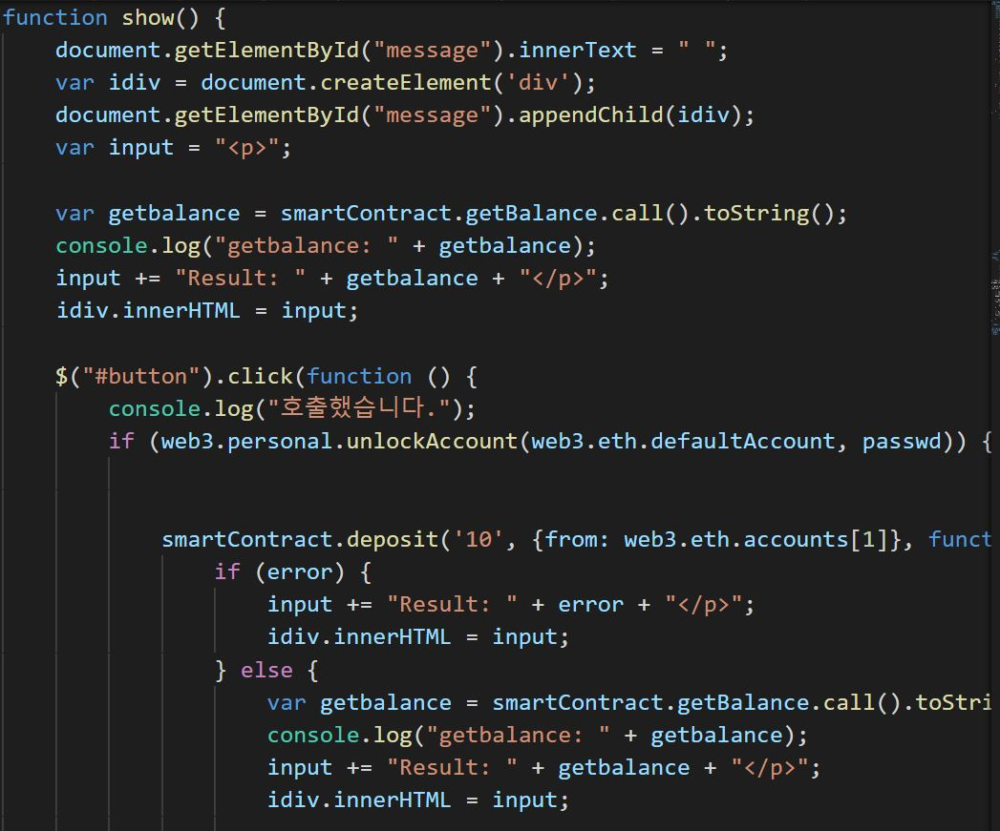 function show() {
    document.getElementById("message").innerText = " ";
    var idiv = document.createElement('div');
    document.getElementById("message").appendChild(idiv);
    var input = "<p>";
    var getbalance = smartContract.getBalance.call().toString();
    console.log("getbalance: " + getbalance);
    input += "Result: " + getbalance + "</p>";
    idiv.innerHTML = input;
    $("#button").click(function () {
        console.log("호출했습니다.");
        if (web3.personal.unlockAccount(web3.eth.defaultAccount, passwd)) {
            smartContract.deposit('10', {from: web3.eth.accounts[1]}, funct
                if (error) {
                    input += "Result: " + error + "</p>";
                    idiv.innerHTML = input;
                } else {
                    var getbalance = smartContract.getBalance.call().toStri
                    console.log("getbalance: " + getbalance);
                    input += "Result: " + getbalance + "</p>";
                    idiv.innerHTML = input;